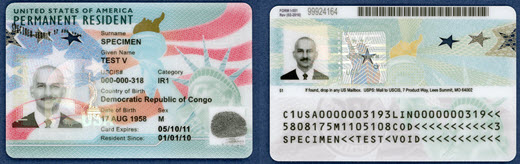 UNITED STATES OF AMERICA
PERMANENT RESIDENT
Surname
SPECIMEN
Given Name
TEST V
USCIS#
Category
000-000-318
IR1
Country of Birth
Democratic Republic of Congo
Date of Birth
Sex
17 AUG 1958
M
Card Expires:
05/10/11
Resident Since:
01/01/10
99924164
If found, drop in any US Mailbox. USPS: Mail to USCIS, 7 Product Way, Lees Summit, MO 64002
C1USA0000003193LIN0000000319<<
5808175M1105108COD<<<<<<<<<<<3
SPECIMEN<<TEST<VOID<<<<<<<<<<<